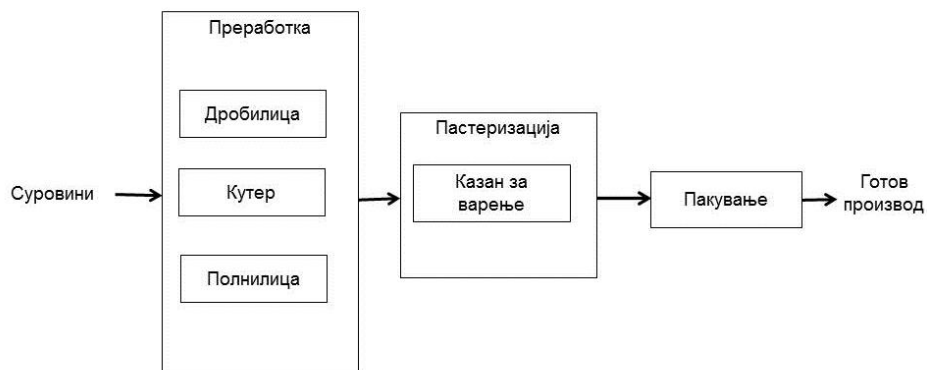 Преработка
Дробилица
Кутер
Полнилица
Суровини
Пастеризација
Казан за
варење
Пакување
Готов
производ